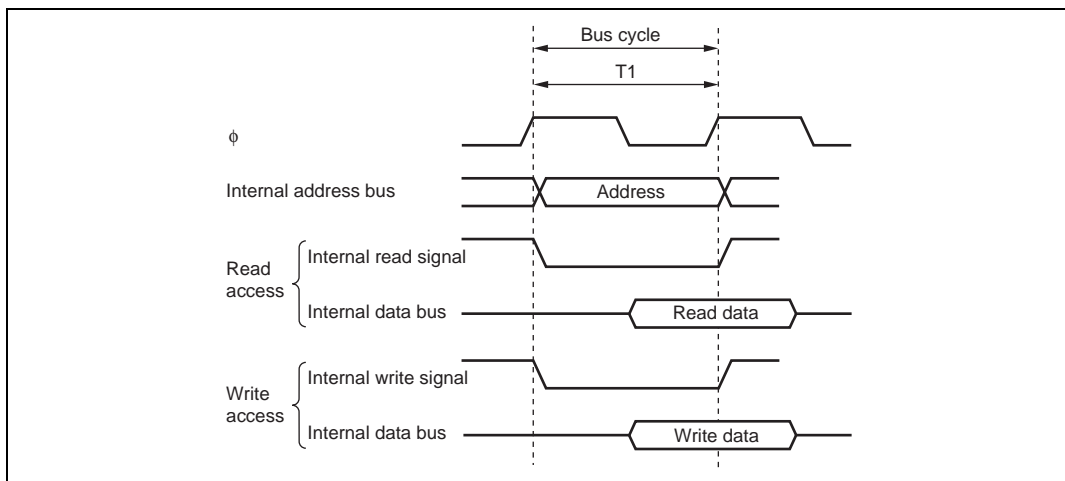 Bus cycle
T1
ϕ
Internal address bus
Address
Read
access
Internal read signal
Internal data bus
Read data
Write
access
Internal write signal
Internal data bus
Write data